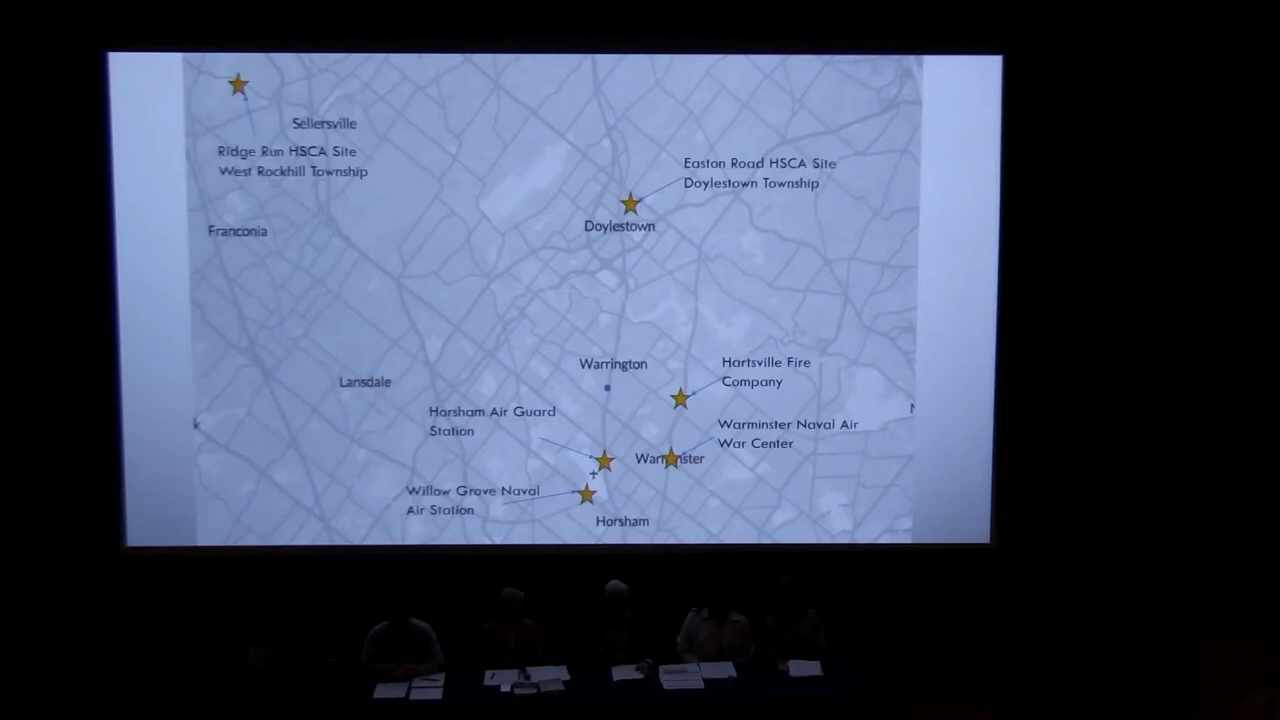 Sellersville
Ridge Run HSCA Site
West Rockhill Township
Easton Road HSCA Site
Doylestown Township
Doylestown
Franconia
Warrington
Hartsville Fire
Company
Lansdale
Horsham Air Guard
Station
Warminster Naval Air
War Center
Willow Grove Naval
Air Station
Horsham